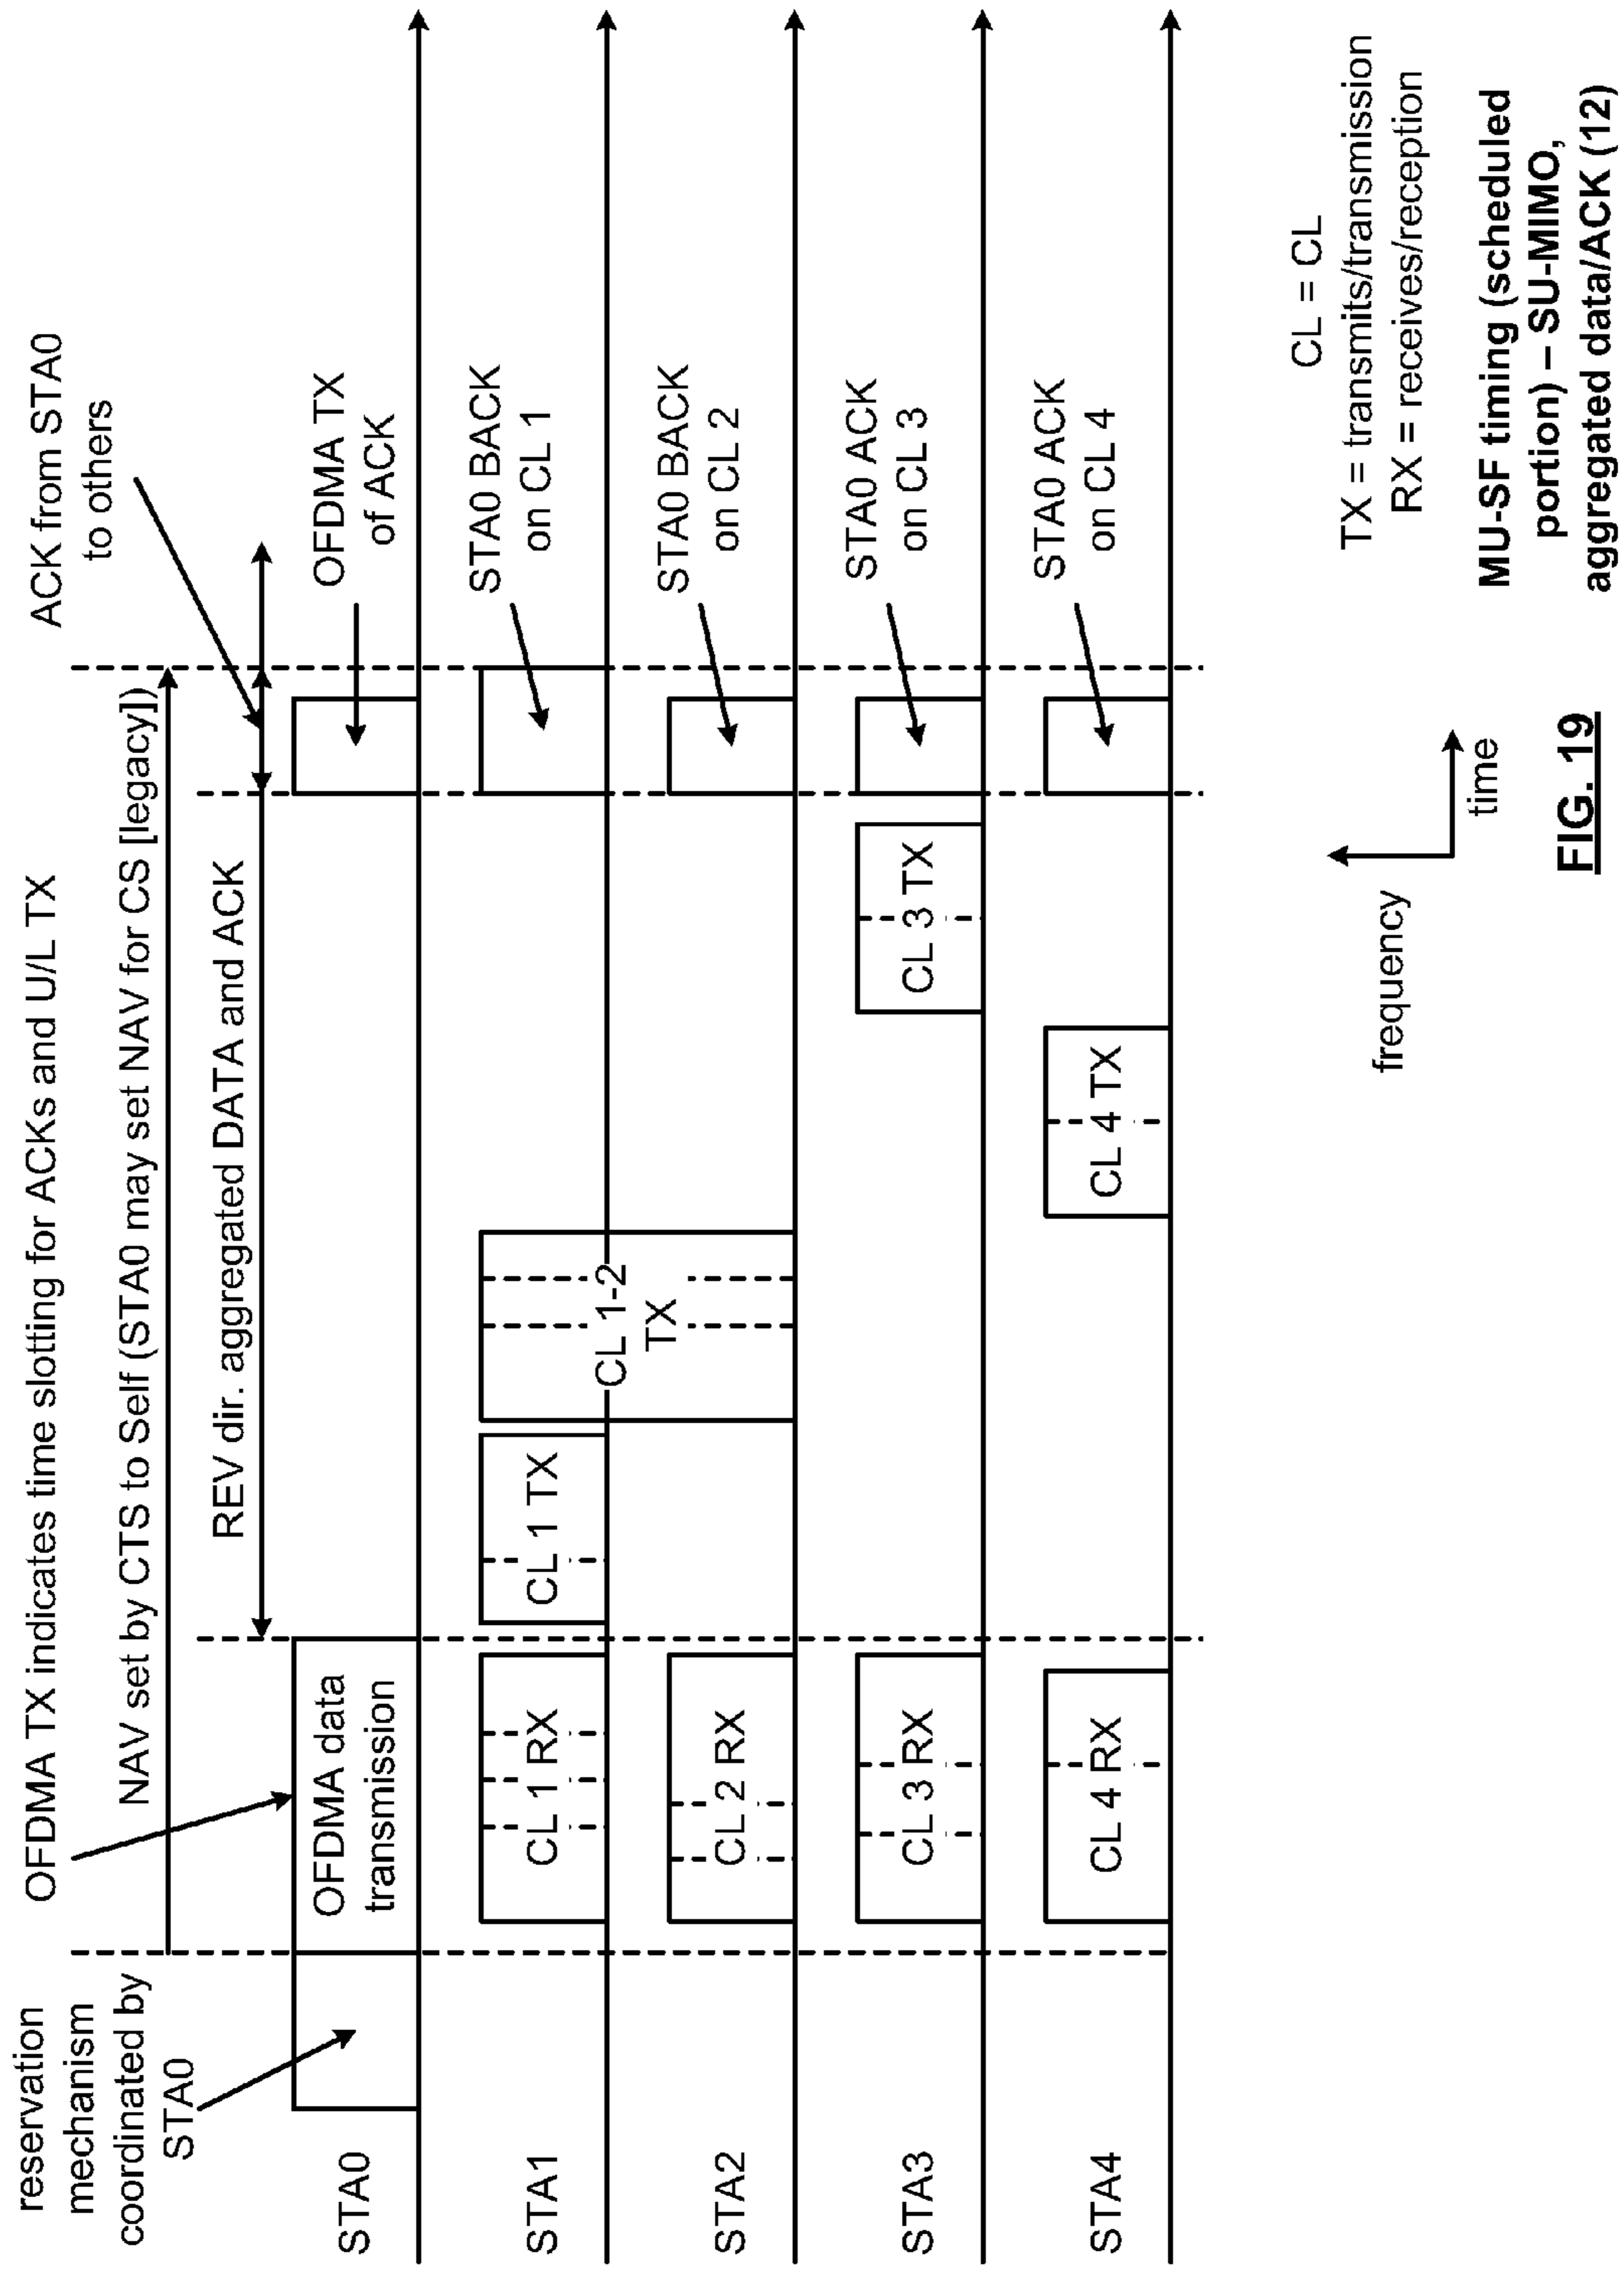 reservation
mechanism
coordinated by
STA0
OFDMA TX indicates time slotting for ACKs and U/L TX
NAV set by CTS to Self (STA0 may set NAV for CS [legacy])
REV dir. aggregated DATA and ACK
ACK from STA0
to others
STA0
OFDMA data
transmission
OFDMA TX
of ACK
STA1
CL 1 RX
CL 1 TX
CL 1-2
TX
STA0 BACK
on CL 1
STA2
CL 2 RX
STA0 BACK
on CL 2
STA3
CL 3 RX
CL 3 TX
STA0 ACK
on CL 3
STA4
CL 4 RX
CL 4 TX
STA0 ACK
on CL 4
frequency
time
CL = CL
TX = transmits/transmission
RX = receives/reception
FIG. 19
MU-SF timing (scheduled
portion) – SU-MIMO,
aggregated data/ACK (12)